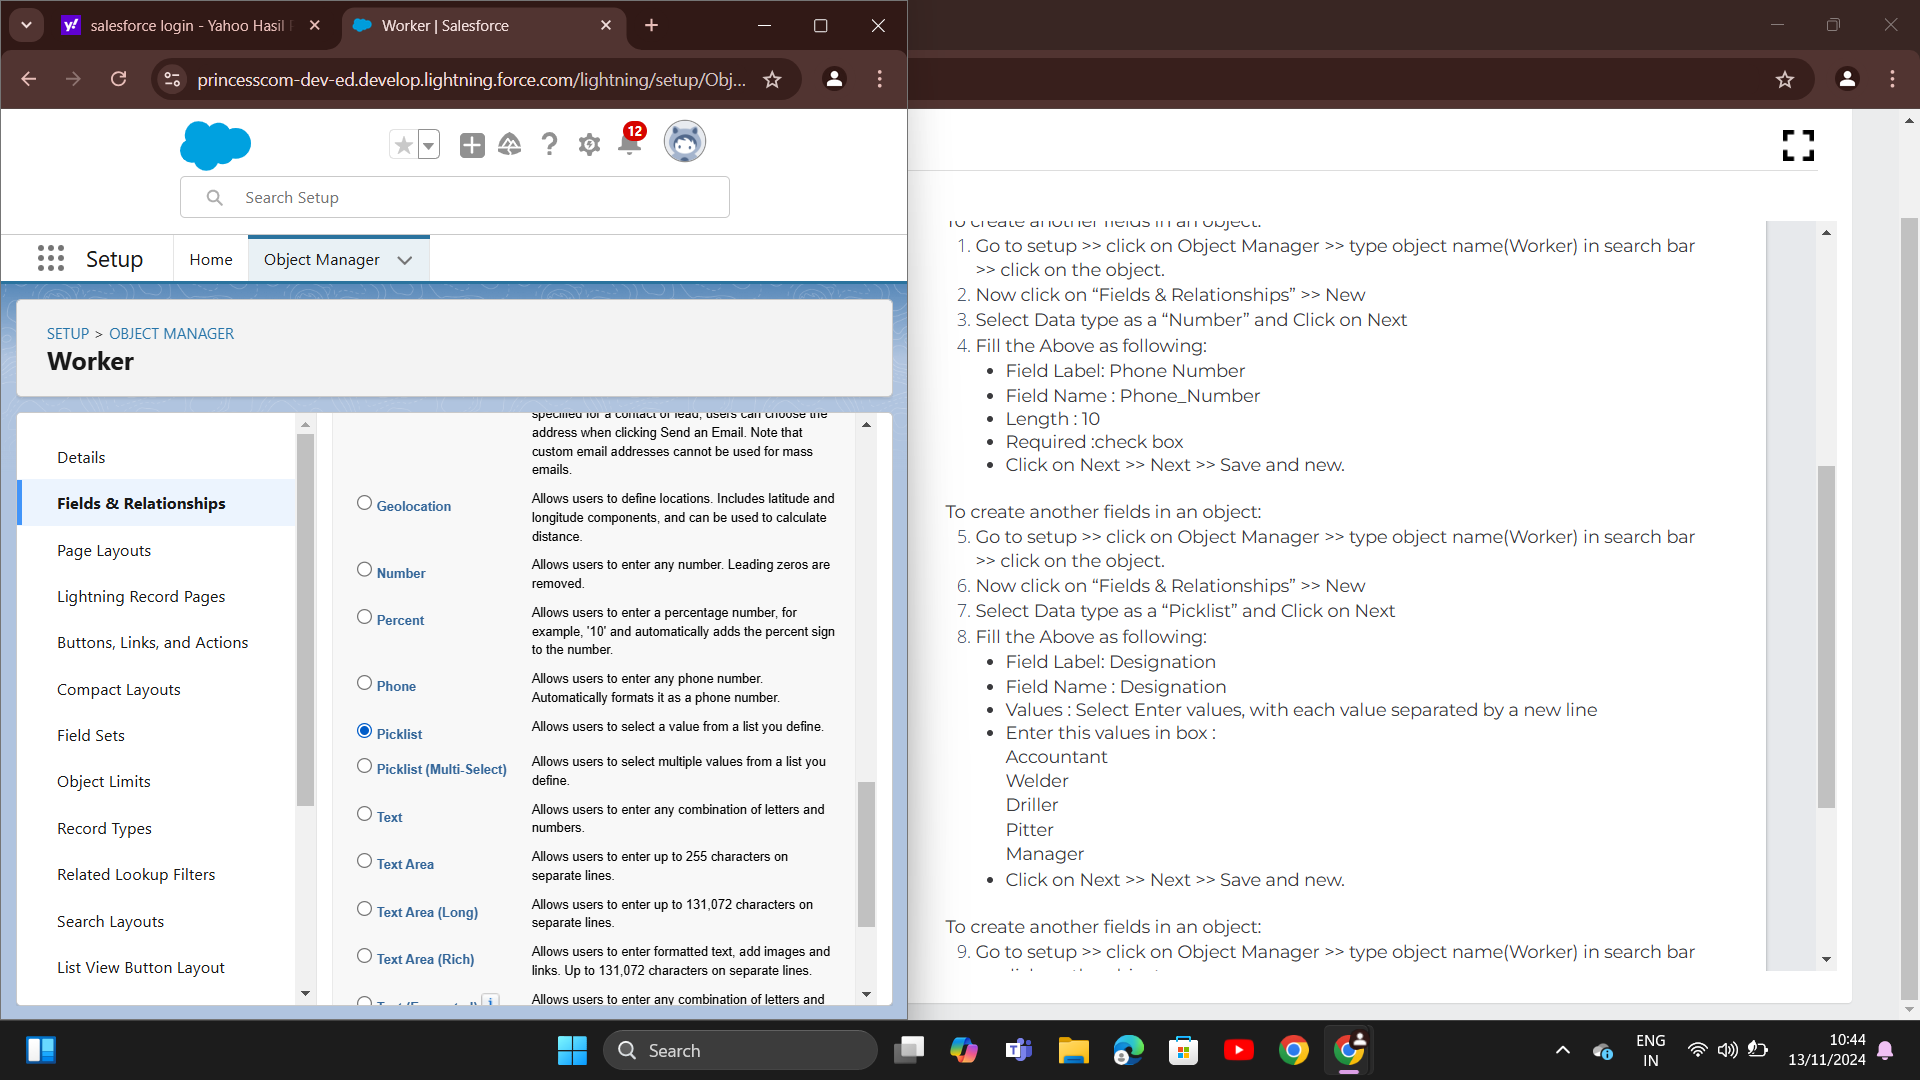 salesforce login - Yahoo Hasil
Worker | Salesforce
princesscom-dev-ed.develop.lightning.force.com/lightning/setup/Obj...
12
Search Setup
Setup
Home
Object Manager
SETUP > OBJECT MANAGER
Worker
Details
Fields & Relationships
Page Layouts
Lightning Record Pages
Buttons, Links, and Actions
Compact Layouts
Field Sets
Object Limits
Record Types
Related Lookup Filters
Search Layouts
List View Button Layout
specified for a contact or lead, users can choose the
address when clicking Send an Email. Note that
custom email addresses cannot be used for mass
emails.
Geolocation
Allows users to define locations. Includes latitude and
longitude components, and can be used to calculate
distance.
Number
Allows users to enter any number. Leading zeros are
removed.
Percent
Allows users to enter a percentage number, for
example, '10' and automatically adds the percent sign
to the number.
Phone
Allows users to enter any phone number.
Automatically formats it as a phone number.
Picklist
Allows users to select a value from a list you define.
Picklist (Multi-Select)
Allows users to select multiple values from a list you
define.
Text
Allows users to enter any combination of letters and
numbers.
Text Area
Allows users to enter up to 255 characters on
separate lines.
Text Area (Long)
Allows users to enter up to 131,072 characters on
separate lines.
Text Area (Rich)
Allows users to enter formatted text, add images and
links. Up to 131,072 characters on separate lines.
Allows users to enter any combination of letters and
To create another fields in an object:
1. Go to setup >> click on Object Manager >> type object name(Worker) in search bar
>> click on the object.
2. Now click on “Fields & Relationships” >> New
3. Select Data type as a “Number” and Click on Next
4. Fill the Above as following:
• Field Label: Phone Number
• Field Name : Phone_Number
• Length : 10
• Required :check box
• Click on Next >> Next >> Save and new.
To create another fields in an object:
5. Go to setup >> click on Object Manager >> type object name(Worker) in search bar
>> click on the object.
6. Now click on “Fields & Relationships” >> New
7. Select Data type as a “Picklist” and Click on Next
8. Fill the Above as following:
• Field Label: Designation
• Field Name : Designation
• Values : Select Enter values, with each value separated by a new line
• Enter this values in box :
Accountant
Welder
Driller
Pitter
Manager
• Click on Next >> Next >> Save and new.
To create another fields in an object:
9. Go to setup >> click on Object Manager >> type object name(Worker) in search bar
Search
ENG
IN
10:44
13/11/2024